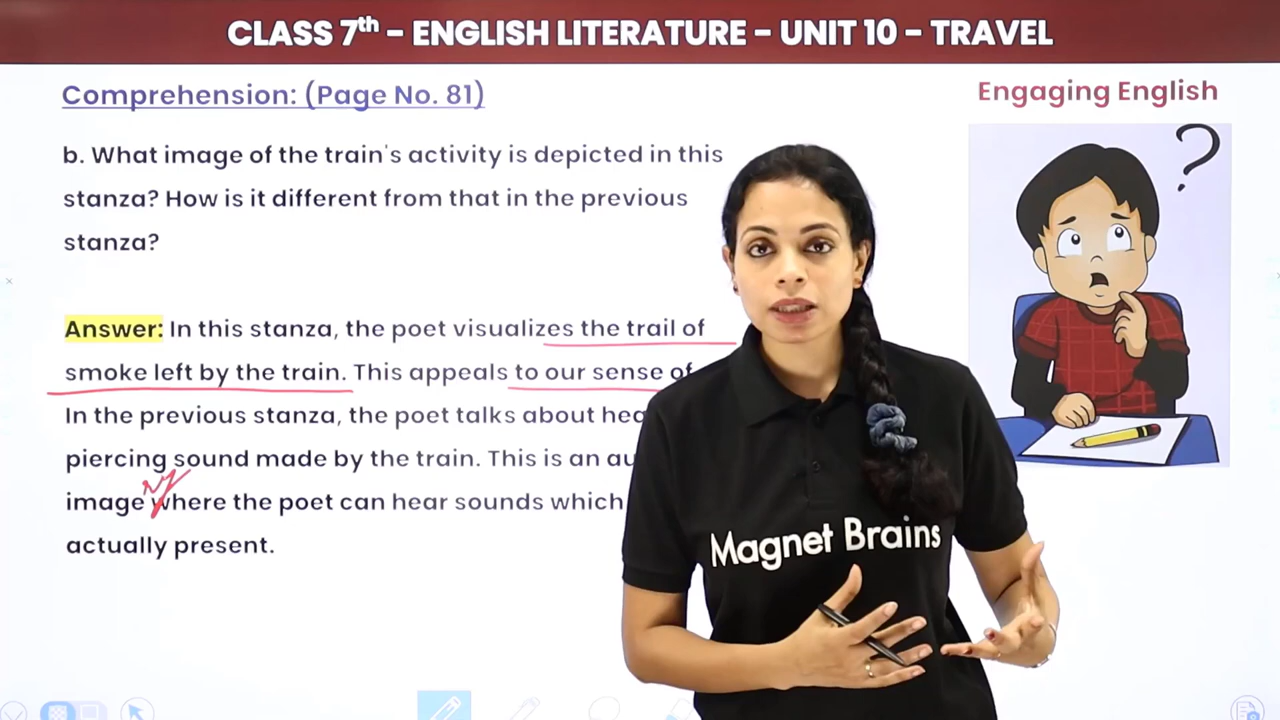 CLASS 7th - ENGLISH LITERATURE - UNIT 10 - TRAVEL
Comprehension: (Page No. 81)
Engaging English
b. What image of the train's activity is depicted in this
stanza? How is it different from that in the previous
stanza?
?
Answer: In this stanza, the poet visualizes the trail of
smoke left by the train. This appeals to our sense of
In the previous stanza, the poet talks about
piercing sound made by the train. This is an
ry
image where the poet can hear sounds which
actually present.
Magnet Brains